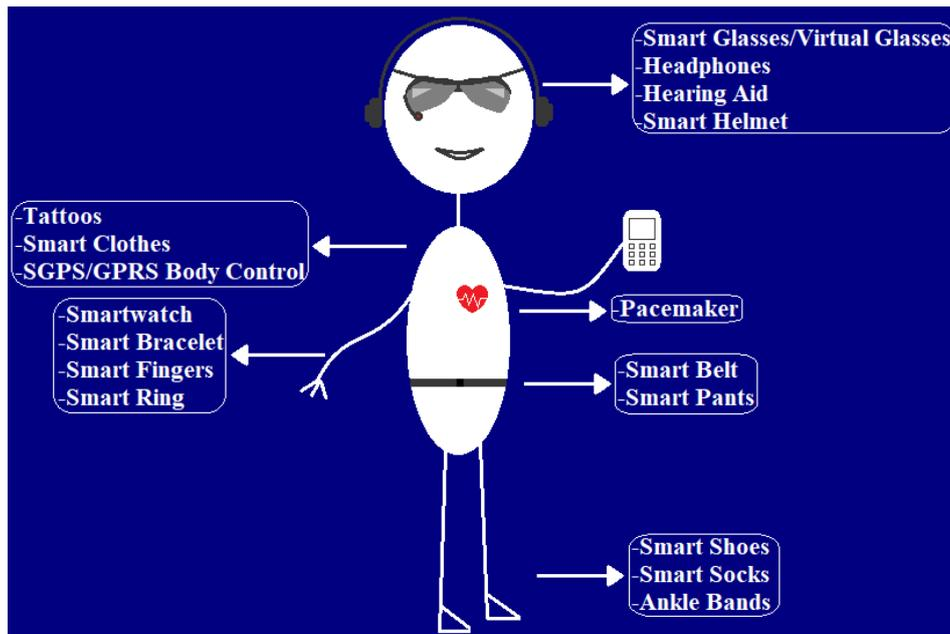 -Smart Glasses/Virtual Glasses
-Headphones
-Hearing Aid
-Smart Helmet
-Tattoos
-Smart Clothes
-SGPS/GPRS Body Control
-Smartwatch
-Smart Bracelet
-Smart Fingers
-Smart Ring
-Pacemaker
-Smart Belt
-Smart Pants
-Smart Shoes
-Smart Socks
-Ankle Bands